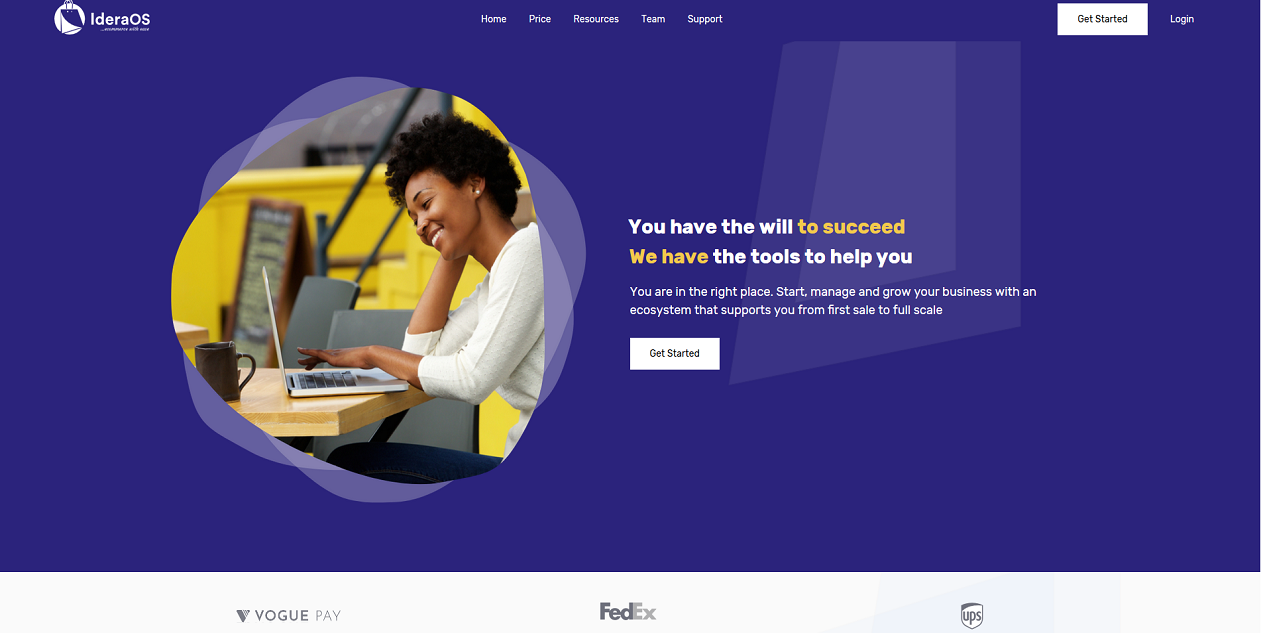 IderaOS
...ecommerce with ease
Home
Price
Resources
Team
Support
Get Started
Login
You have the will to succeed
We have the tools to help you
You are in the right place. Start, manage and grow your business with an
ecosystem that supports you from first sale to full scale
Get Started
VOGUE PAY
FedEx
ups